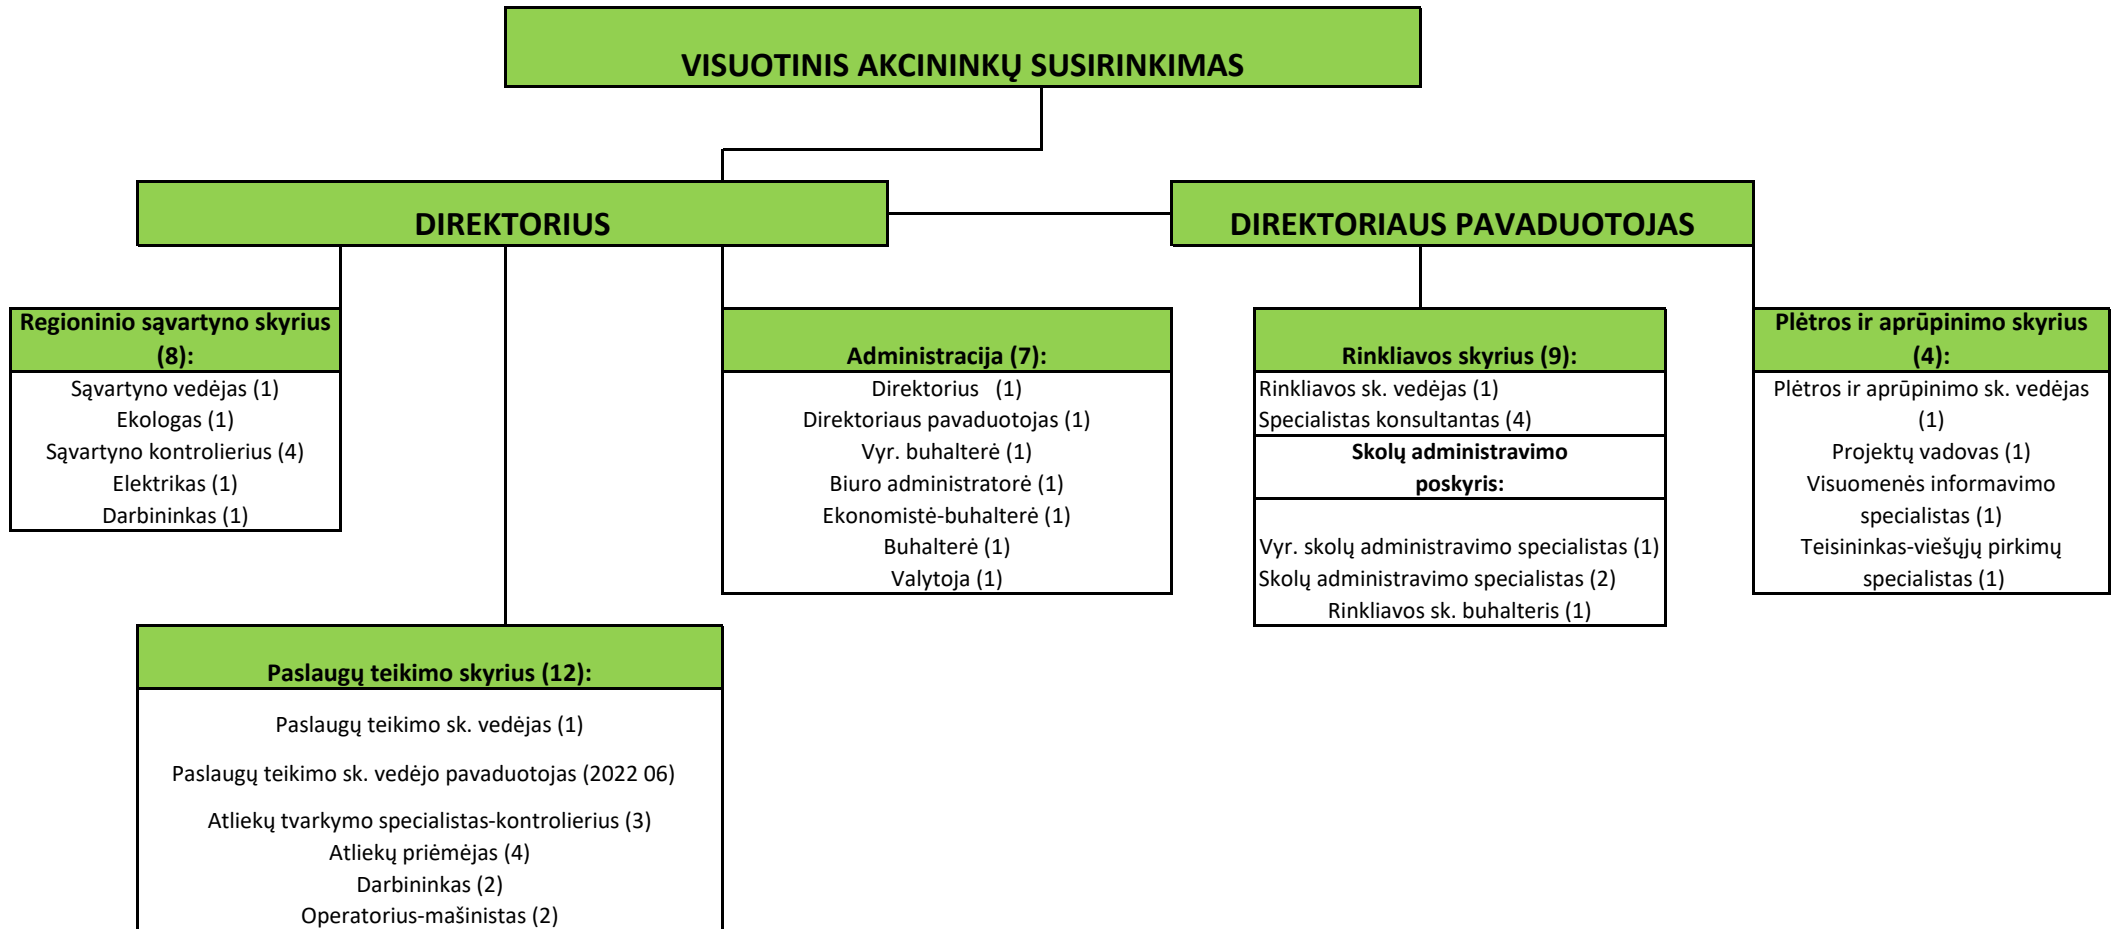 VISUOTINIS AKCININKŲ SUSIRINKIMAS
DIREKTORIUS
DIREKTORIAUS PAVADUOTOJAS
Regioninio sąvartyno skyrius
(8):
Sąvartyno vedėjas (1)
Ekologas (1)
Sąvartyno kontrolierius (4)
Elektrikas (1)
Darbininkas (1)
Administracija (7):
Direktorius (1)
Direktoriaus pavaduotojas (1)
Vyr. buhalterė (1)
Biuro administratorė (1)
Ekonomistė-buhalterė (1)
Buhalterė (1)
Valytoja (1)
Rinkliavos skyrius (9):
Rinkliavos sk. vedėjas (1)
Specialistas konsultantas (4)
Skolų administravimo
poskyris:
Vyr. skolų administravimo specialistas (1)
Skolų administravimo specialistas (2)
Rinkliavos sk. buhalteris (1)
Plėtros ir aprūpinimo skyrius
(4):
Plėtros ir aprūpinimo sk. vedėjas
(1)
Projektų vadovas (1)
Visuomenės informavimo
specialistas (1)
Teisininkas-viešųjų pirkimų
specialistas (1)
Paslaugų teikimo skyrius (12):
Paslaugų teikimo sk. vedėjas (1)
Paslaugų teikimo sk. vedėjo pavaduotojas (2022 06)
Atliekų tvarkymo specialistas-kontrolierius (3)
Atliekų priėmėjas (4)
Darbininkas (2)
Operatorius-mašinistas (2)